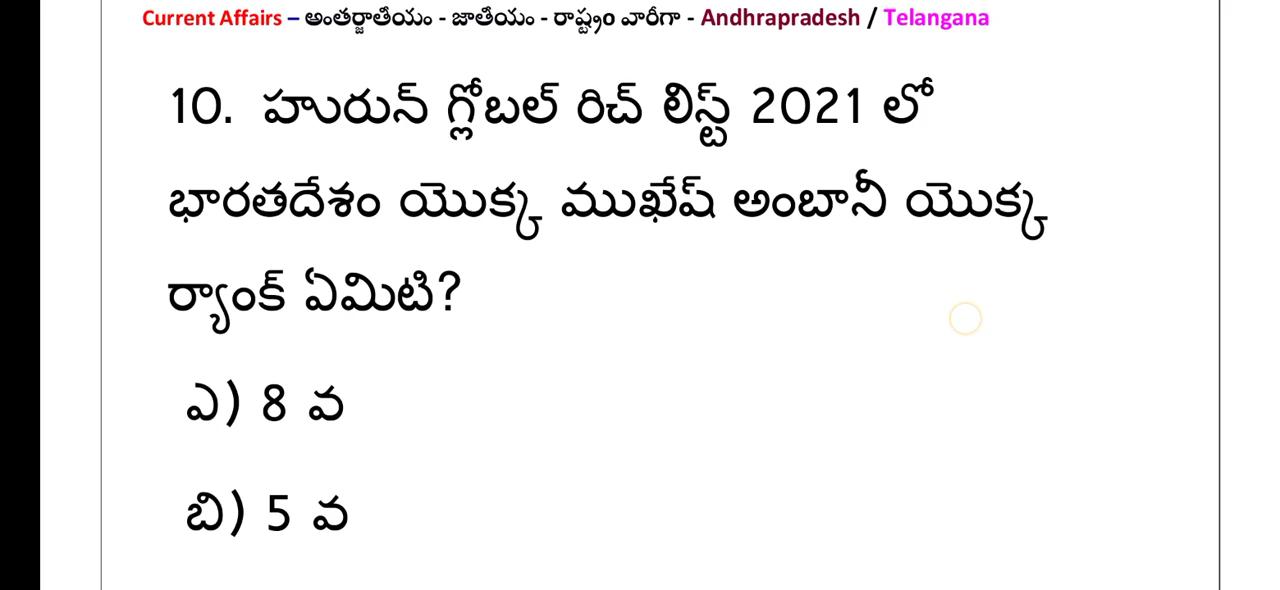 Current Affairs – అంతర్జాతీయం - జాతీయం - రాష్ట్రం వారీగా - Andhrapradesh / Telangana
10. హురున్ గ్లోబల్ రిచ్ లిస్ట్ 2021 లో
భారతదేశం యొక్క ముఖేష్ అంబానీ యొక్క
ర్యాంక్ ఏమిటి?
ఎ) 8 వ
బి) 5 వ